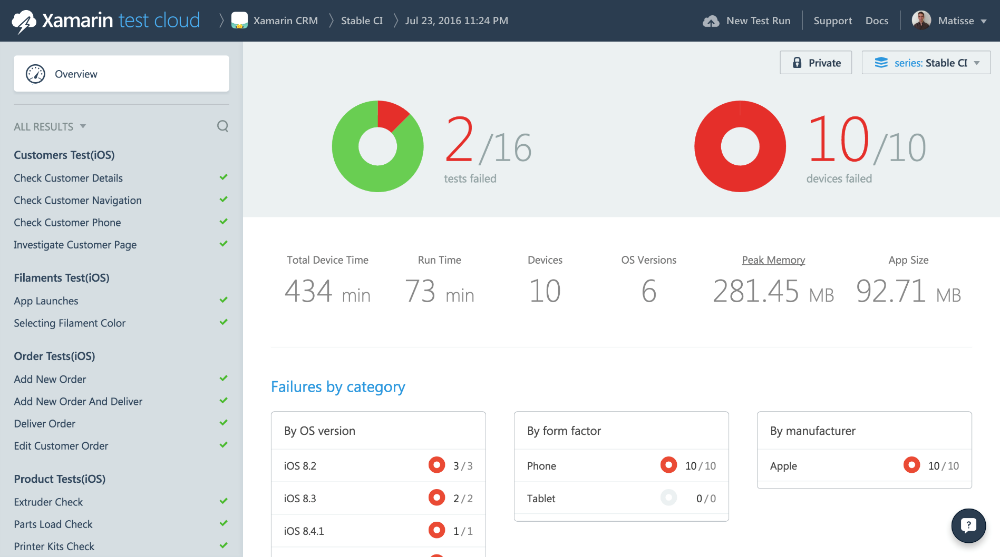 Xamarin test cloud
Xamarin CRM
Stable CI
Jul 23, 2016 11:24 PM
New Test Run
Support
Docs
Matisse
Overview
ALL RESULTS
Customers Test(iOS)
Check Customer Details
Check Customer Navigation
Check Customer Phone
Investigate Customer Page
Filaments Test(iOS)
App Launches
Selecting Filament Color
Order Tests(iOS)
Add New Order
Add New Order And Deliver
Deliver Order
Edit Customer Order
Product Tests(iOS)
Extruder Check
Parts Load Check
Printer Kits Check
Private
series: Stable CI
2/16
tests failed
10/10
devices failed
Total Device Time
434 min
Run Time
73 min
Devices
10
OS Versions
6
Peak Memory
281.45 MB
App Size
92.71 MB
Failures by category
By OS version
iOS 8.2 3/3
iOS 8.3 2/2
iOS 8.4.1 1/1
By form factor
Phone 10/10
Tablet 0/0
By manufacturer
Apple 10/10
?